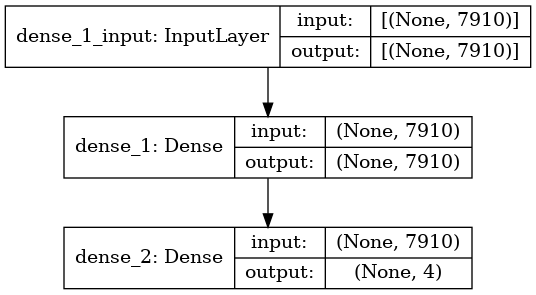 dense_1_input: InputLayer
input: [(None, 7910)]
output: [(None, 7910)]
dense_1: Dense
input: (None, 7910)
output: (None, 7910)
dense_2: Dense
input: (None, 7910)
output: (None, 4)